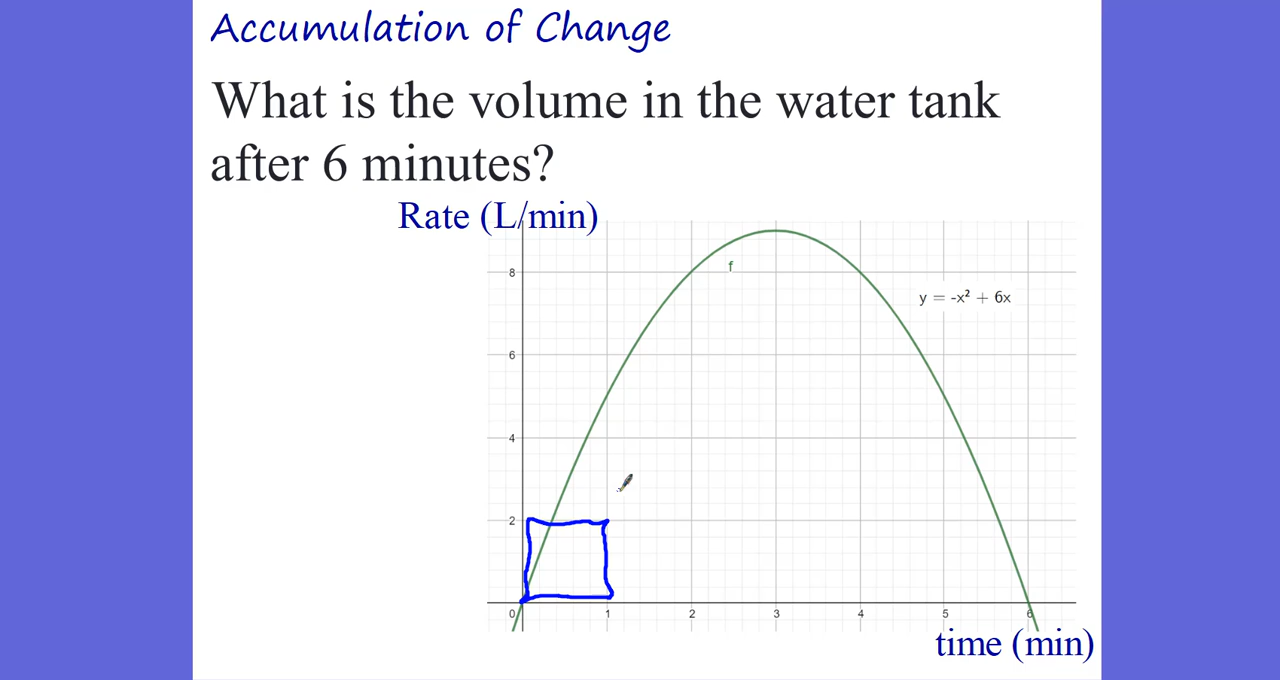 Accumulation of Change
What is the volume in the water tank
after 6 minutes?
Rate (L/min)
8
f
y = -x² + 6x
6
4
2
0 1 2 3 4 5 6
time (min)